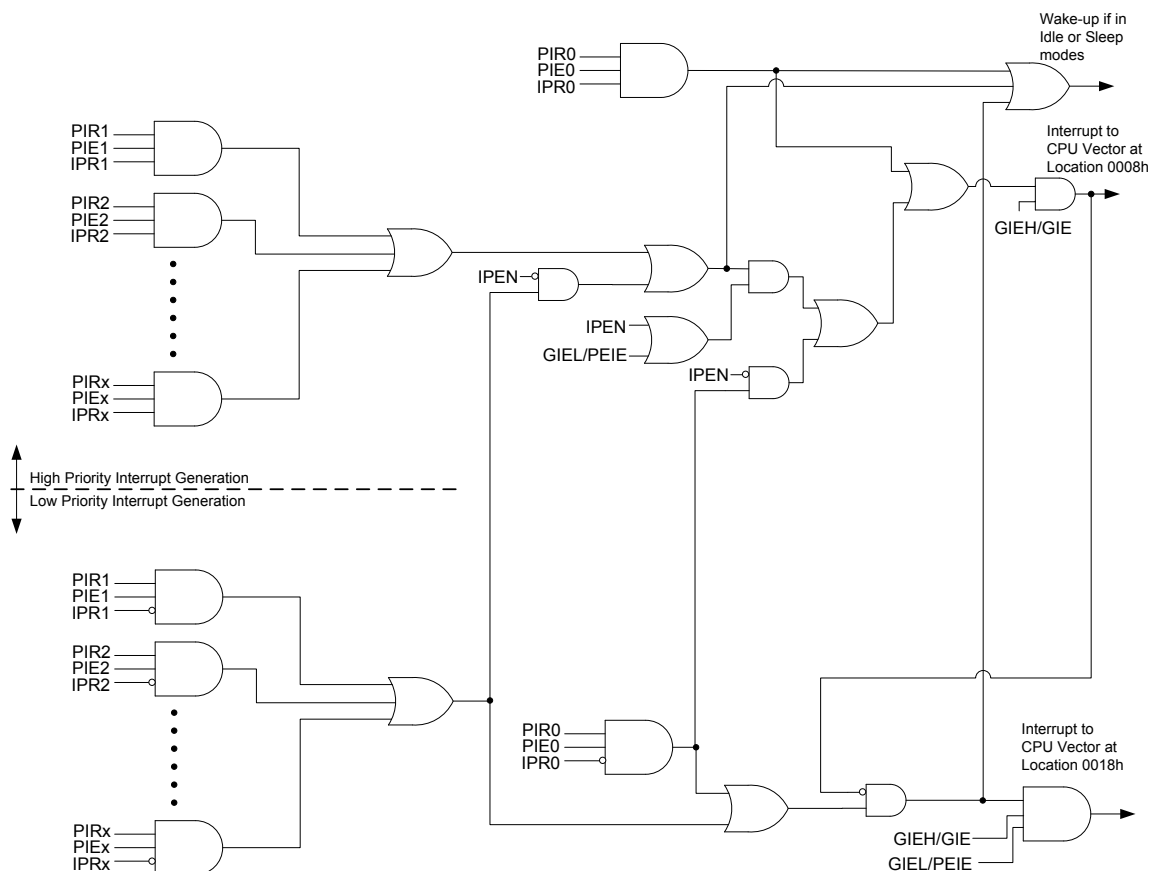 Wake-up if in
Idle or Sleep
modes
PIR0
PIE0
IPR0
Interrupt to
CPU Vector at
Location 0008h
PIR1
PIE1
IPR1
PIR2
PIE2
IPR2
GIEH/GIE
IPEN
IPEN
GIEL/PEIE
IPEN
PIRx
PIEx
IPRx
High Priority Interrupt Generation
Low Priority Interrupt Generation
PIR1
PIE1
IPR1
PIR2
PIE2
IPR2
PIR0
PIE0
IPR0
Interrupt to
CPU Vector at
Location 0018h
PIRx
PIEx
IPRx
GIEH/GIE
GIEL/PEIE